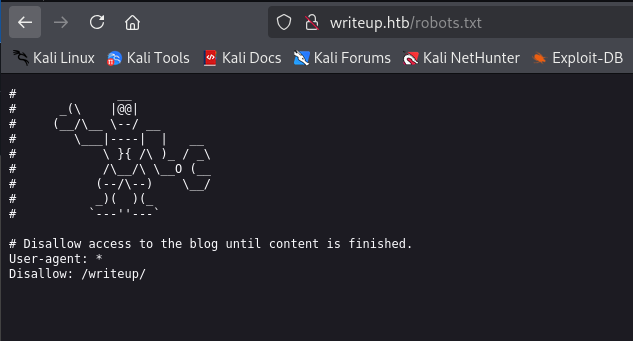 writeup.htb/robots.txt
Kali Linux Kali Tools Kali Docs Kali Forums Kali NetHunter Exploit-DB
#              __
#      _(\    |@@|
#     (__/\__ \--/ __
#        \___|----|  |   __
#            \ }{ /\ )_ / _\
#            /\__/\ \__O (__
#           (--/\--)    \__/
#           _)(  )(_
#          `---''---`
# Disallow access to the blog until content is finished.
User-agent: *
Disallow: /writeup/